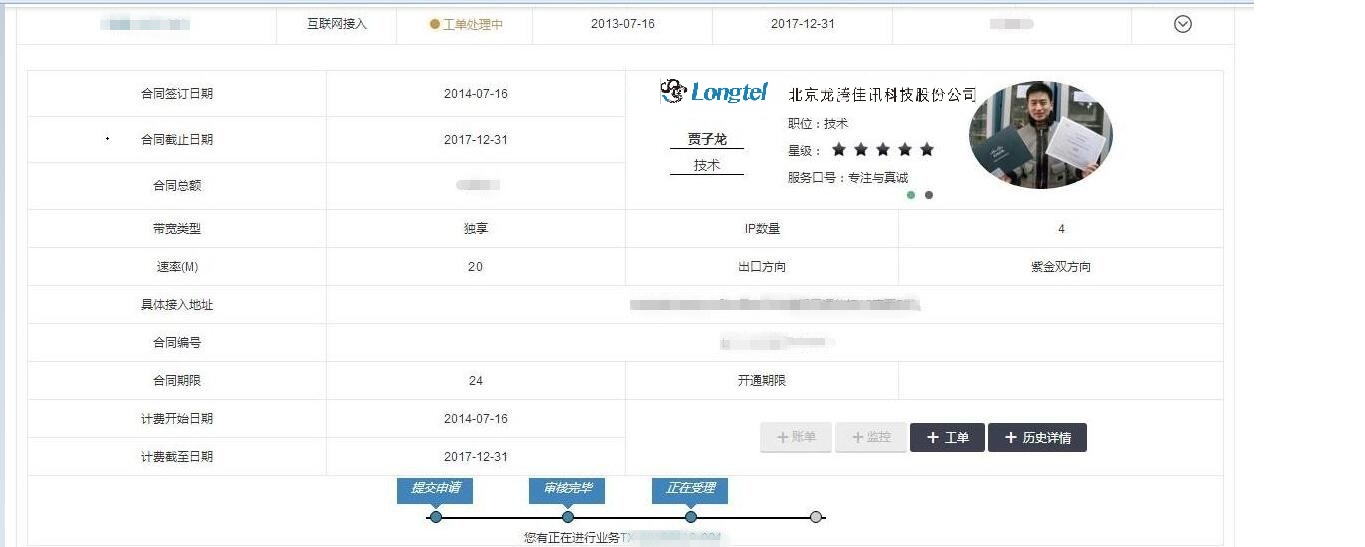 互联网接入 工单处理中 2013-07-16 2017-12-31
合同签订日期 2014-07-16
合同截止日期 2017-12-31
合同总额
Longtel 北京龙湾佳讯科技股份公司
贾子龙
技术
职位：技术
星级：
服务口号：专注与真诚
带宽类型 独享 IP数量 4
速率(M) 20 出口方向 紫金双方向
具体接入地址
合同编号
合同期限 24 开通期限
计费开始日期 2014-07-16
计费截至日期 2017-12-31
+ 账单 + 监控 + 工单 + 历史详情
提交申请 审核完毕 正在受理
您有正在进行业务TX